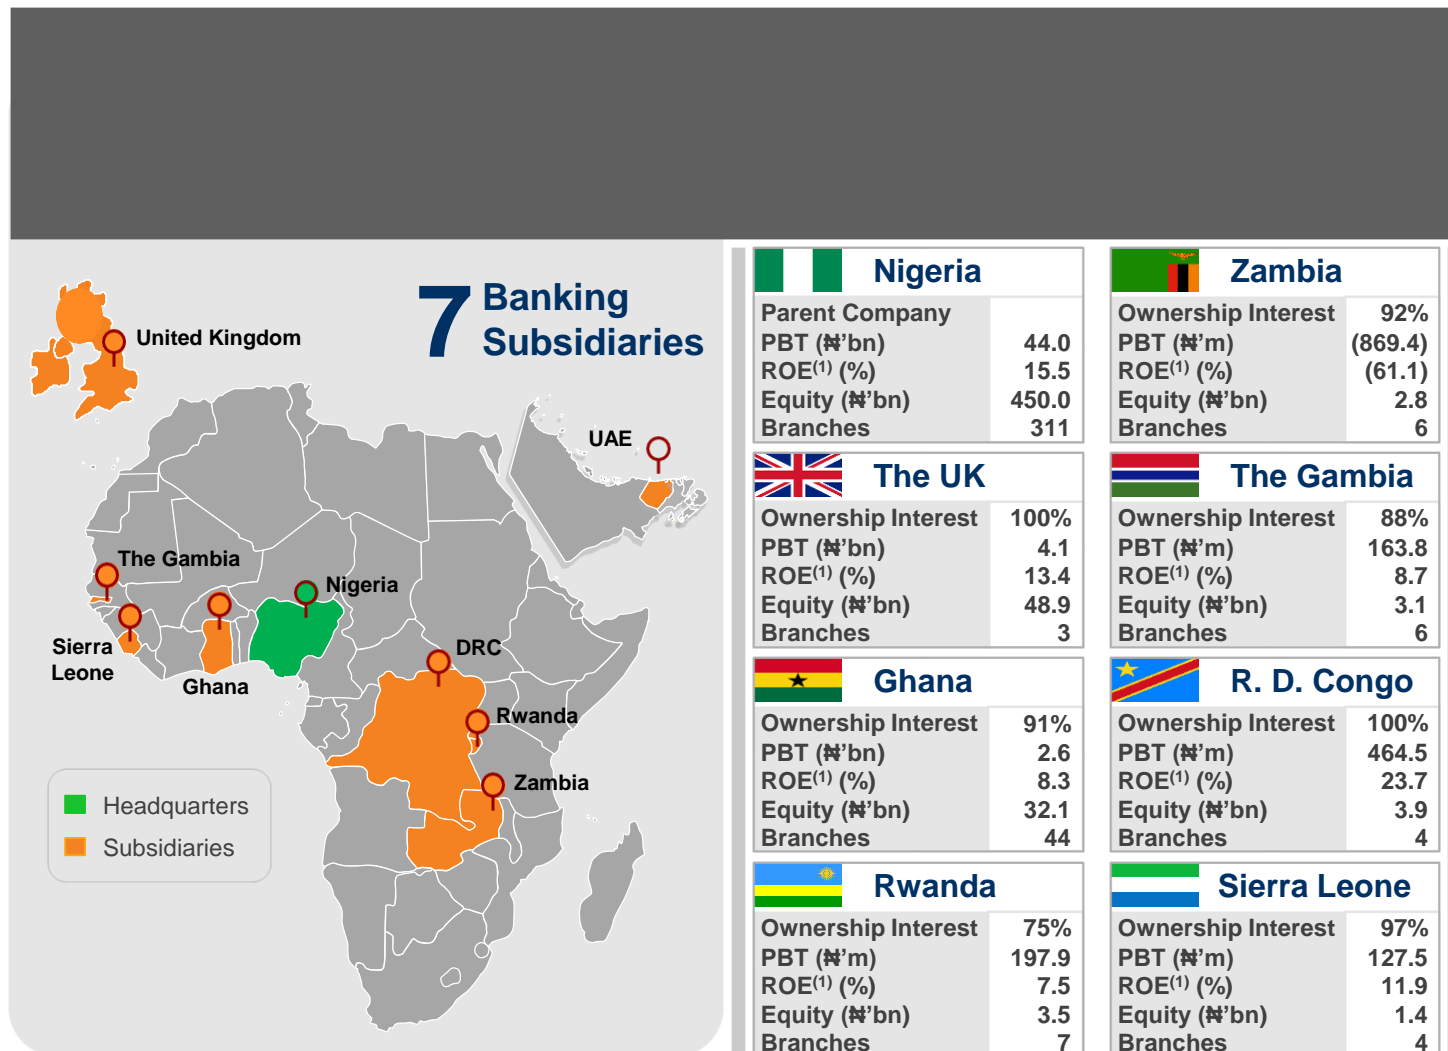 7 Banking
Subsidiaries
United Kingdom
UAE
The Gambia
Nigeria
Sierra
Leone
Ghana
DRC
Rwanda
Zambia
Headquarters
Subsidiaries
Nigeria
Parent Company
PBT (₦'bn) 44.0
ROE(1) (%) 15.5
Equity (₦'bn) 450.0
Branches 311
Zambia
Ownership Interest 92%
PBT (₦'m) (869.4)
ROE(1) (%) (61.1)
Equity (₦'bn) 2.8
Branches 6
The UK
Ownership Interest 100%
PBT (₦'bn) 4.1
ROE(1) (%) 13.4
Equity (₦'bn) 48.9
Branches 3
The Gambia
Ownership Interest 88%
PBT (₦'m) 163.8
ROE(1) (%) 8.7
Equity (₦'bn) 3.1
Branches 6
Ghana
Ownership Interest 91%
PBT (₦'bn) 2.6
ROE(1) (%) 8.3
Equity (₦'bn) 32.1
Branches 44
R. D. Congo
Ownership Interest 100%
PBT (₦'m) 464.5
ROE(1) (%) 23.7
Equity (₦'bn) 3.9
Branches 4
Rwanda
Ownership Interest 75%
PBT (₦'m) 197.9
ROE(1) (%) 7.5
Equity (₦'bn) 3.5
Branches 7
Sierra Leone
Ownership Interest 97%
PBT (₦'m) 127.5
ROE(1) (%) 11.9
Equity (₦'bn) 1.4
Branches 4